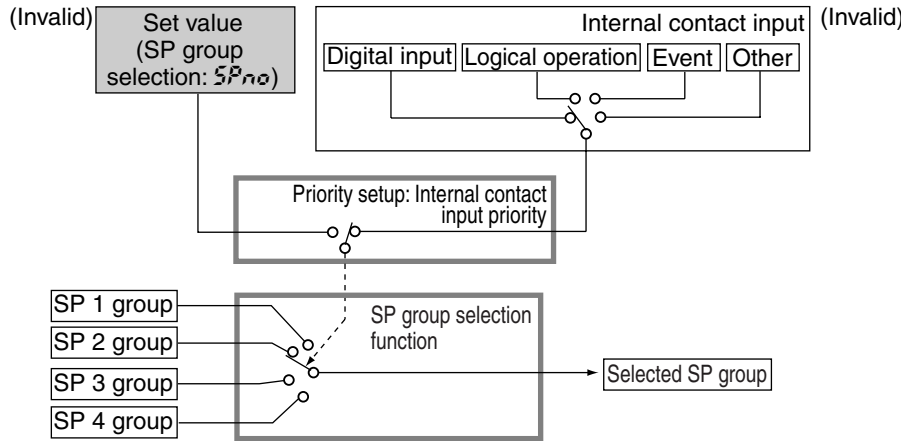 (Invalid)
Set value
(SP group
selection: SPno)
Internal contact input
(Invalid)
Digital input
Logical operation
Event
Other
Priority setup: Internal contact
input priority
SP 1 group
SP 2 group
SP 3 group
SP 4 group
SP group selection
function
Selected SP group